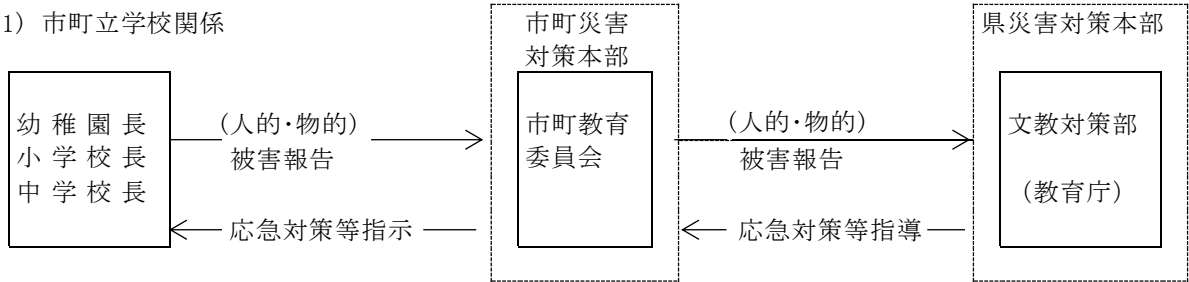 1) 市町立学校関係
市町災害
対策本部
県災害対策本部
幼稚園長
小学校長
中学校長
(人的・物的)
被害報告
応急対策等指示
市町教育
委員会
(人的・物的)
被害報告
応急対策等指導
文教対策部
(教育庁)